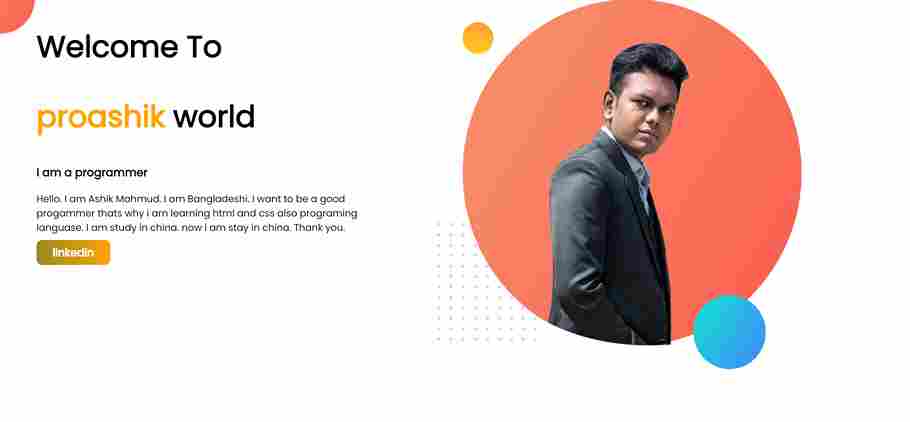 Welcome To
proashik world
I am a programmer
Hello. I am Ashik Mahmud. I am Bangladeshi. I want to be a good
progammer thats why i am learning html and css also programing
languase. I am study in china. now i am stay in china. Thank you.
linkedin